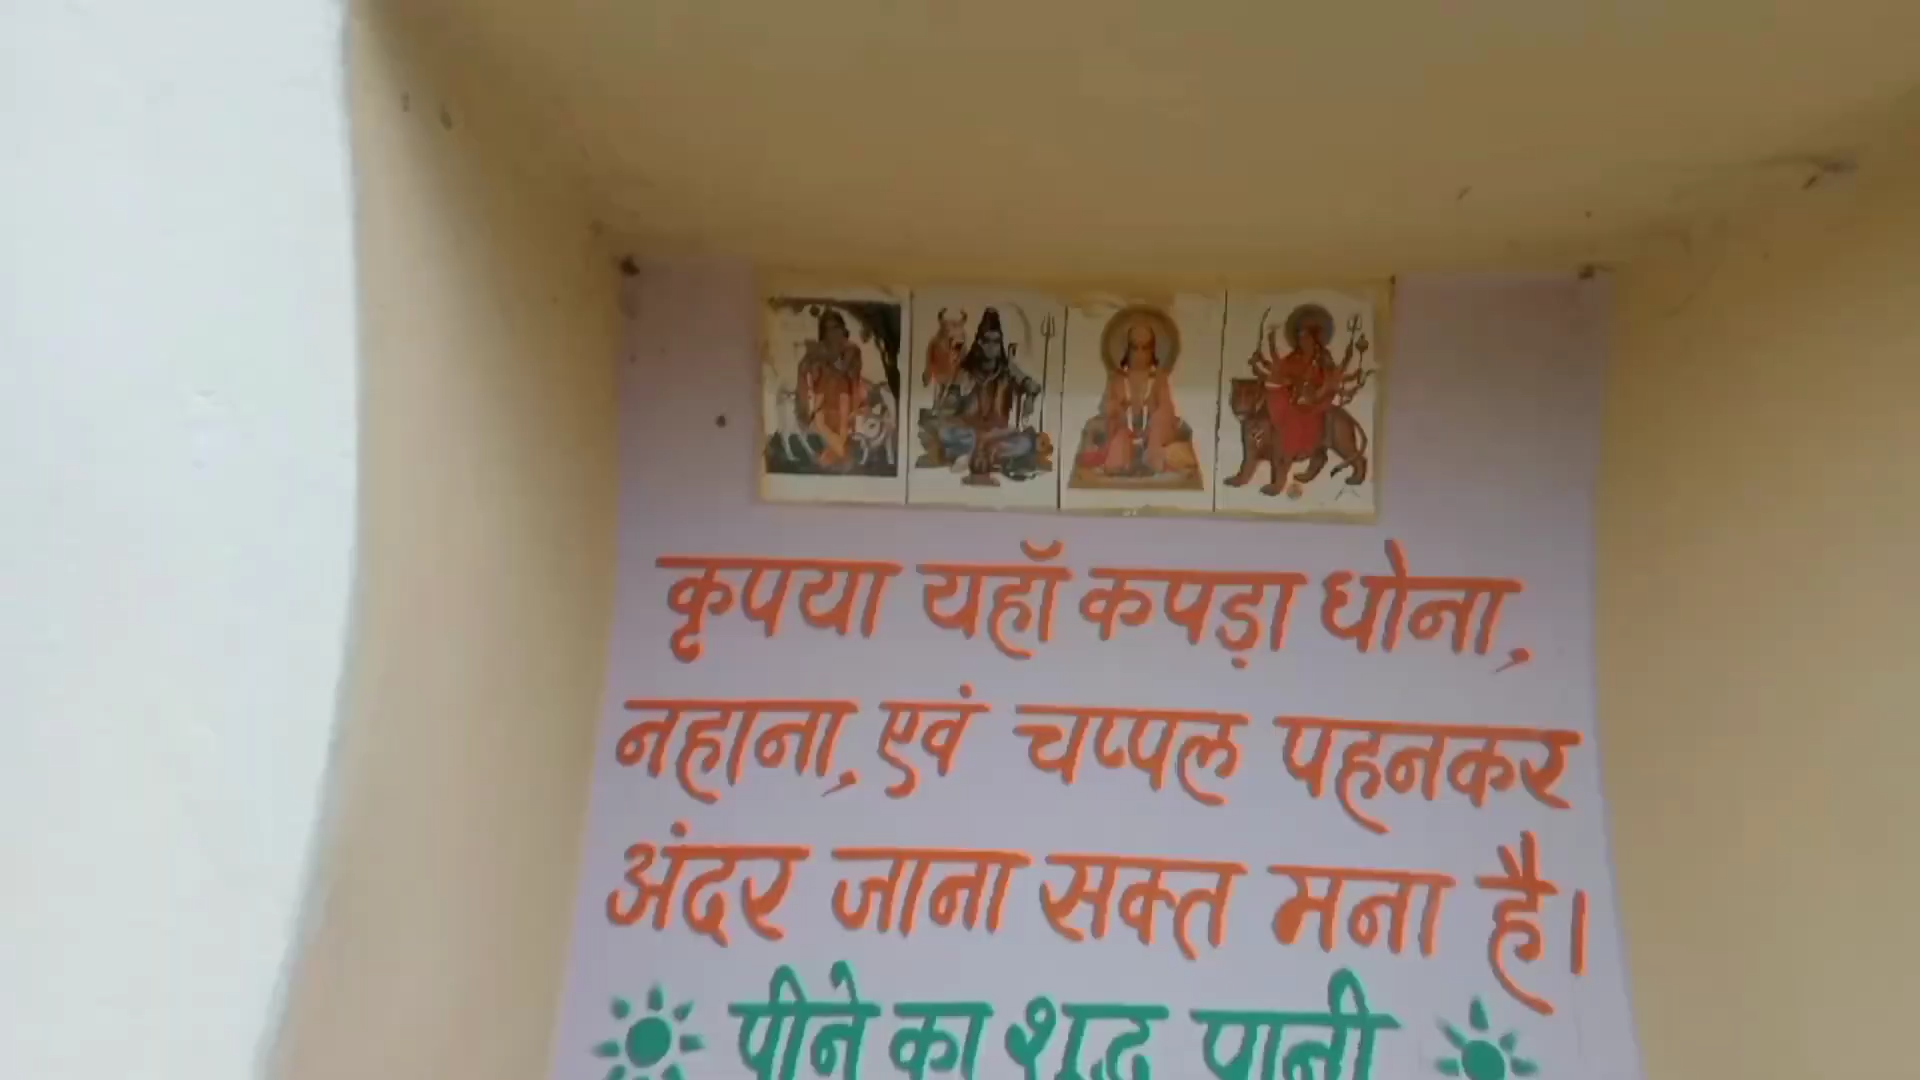 कृपया यहाॅ कपड़ा धोना,
नहाना, एवं चप्पल पहनकर
अंदर जाना सक्त मना है।
पीने का शुद्ध पानी